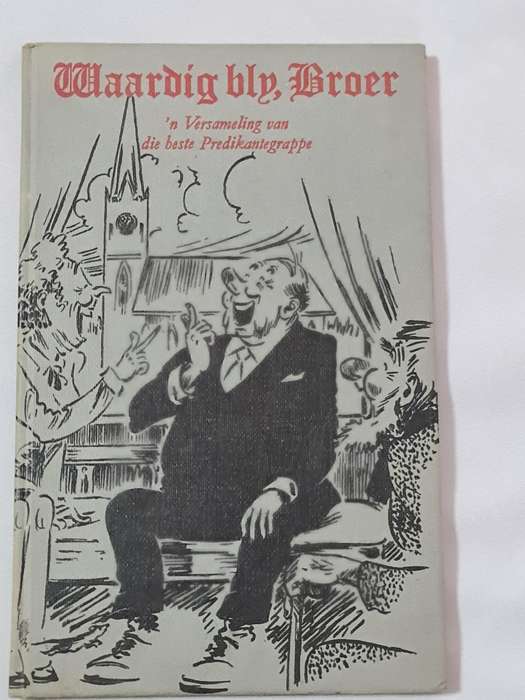 Waardig bly, Broer
'n Versameling van
die beste Predikantegrappe